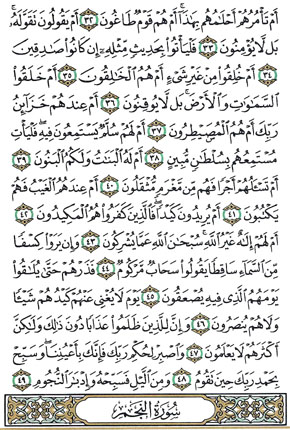 أَمْ تَأْمُرُهُمْ أَحْلَٰمُهُم بِهَٰذَآ أَمْ هُمْ قَوْمٌ طَاغُونَ ٣٢ أَمْ يَقُولُونَ تَقَوَّلَهُۥ
بَل لَّا يُؤْمِنُونَ ٣٣ فَلْيَأْتُوا۟ بِحَدِيثٍ مِّثْلِهِۦٓ إِن كَانُوا۟ صَٰدِقِينَ
٣٤ أَمْ خُلِقُوا۟ مِنْ غَيْرِ شَىْءٍ أَمْ هُمُ ٱلْخَٰلِقُونَ ٣٥ أَمْ خَلَقُوا۟
ٱلسَّمَٰوَٰتِ وَٱلْأَرْضَ بَل لَّا يُوقِنُونَ ٣٦ أَمْ عِندَهُمْ خَزَآئِنُ
رَبِّكَ أَمْ هُمُ ٱلْمُصَۣيْطِرُونَ ٣٧ أَمْ لَهُمْ سُلَّمٌ يَسْتَمِعُونَ فِيهِ فَلْيَأْتِ
مُسْتَمِعُهُم بِسُلْطَٰنٍ مُّبِينٍ ٣٨ أَمْ لَهُ ٱلْبَنَٰتُ وَلَكُمُ ٱلْبَنُونَ ٣٩
أَمْ تَسْـَٔلُهُمْ أَجْرًا فَهُم مِّن مَّغْرَمٍ مُّثْقَلُونَ ٤٠ أَمْ عِندَهُمُ ٱلْغَيْبُ فَهُمْ
يَكْتُبُونَ ٤١ أَمْ يُرِيدُونَ كَيْدًا فَٱلَّذِينَ كَفَرُوا۟ هُمُ ٱلْمَكِيدُونَ ٤٢
أَمْ لَهُمْ إِلَٰهٌ غَيْرُ ٱللَّهِ سُبْحَٰنَ ٱللَّهِ عَمَّا يُشْرِكُونَ ٤٣ وَإِن يَرَوْا۟ كِسْفًا
مِّنَ ٱلسَّمَآءِ سَاقِطًا يَقُولُوا۟ سَحَابٌ مَّرْكُومٌ ٤٤ فَذَرْهُمْ حَتَّىٰ يُلَٰقُوا۟
يَوْمَهُمُ ٱلَّذِى فِيهِ يُصْعَقُونَ ٤٥ يَوْمَ لَا يُغْنِى عَنْهُمْ كَيْدُهُمْ شَيْـًٔا
وَلَا هُمْ يُنصَرُونَ ٤٦ وَإِنَّ لِلَّذِينَ ظَلَمُوا۟ عَذَابًا دُونَ ذَٰلِكَ وَلَٰكِنَّ
أَكْثَرَهُمْ لَا يَعْلَمُونَ ٤٧ وَٱصْبِرْ لِحُكْمِ رَبِّكَ فَإِنَّكَ بِأَعْيُنِنَا وَسَبِّحْ
بِحَمْدِ رَبِّكَ حِينَ تَقُومُ ٤٨ وَمِنَ ٱلَّيْلِ فَسَبِّحْهُ وَإِدْبَٰرَ ٱلنُّجُومِ ٤٩
سُورَةُ ٱلنَّجْمِ